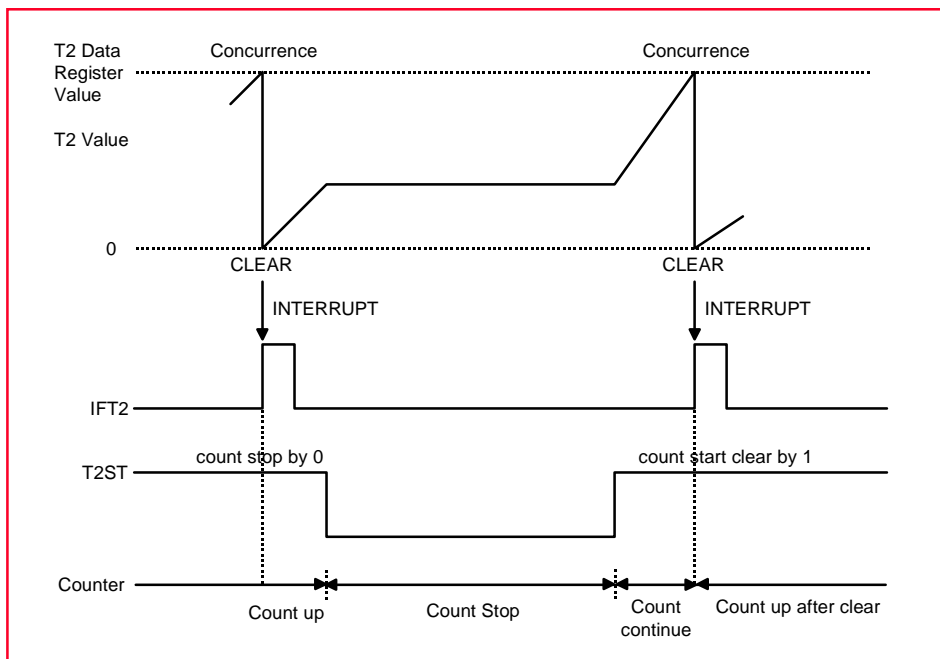 T2 Data
Register
Value
Concurrence
Concurrence
T2 Value
0
CLEAR
CLEAR
INTERRUPT
INTERRUPT
IFT2
count stop by 0
count start clear by 1
T2ST
Counter
Count up
Count Stop
Count
continue
Count up after clear